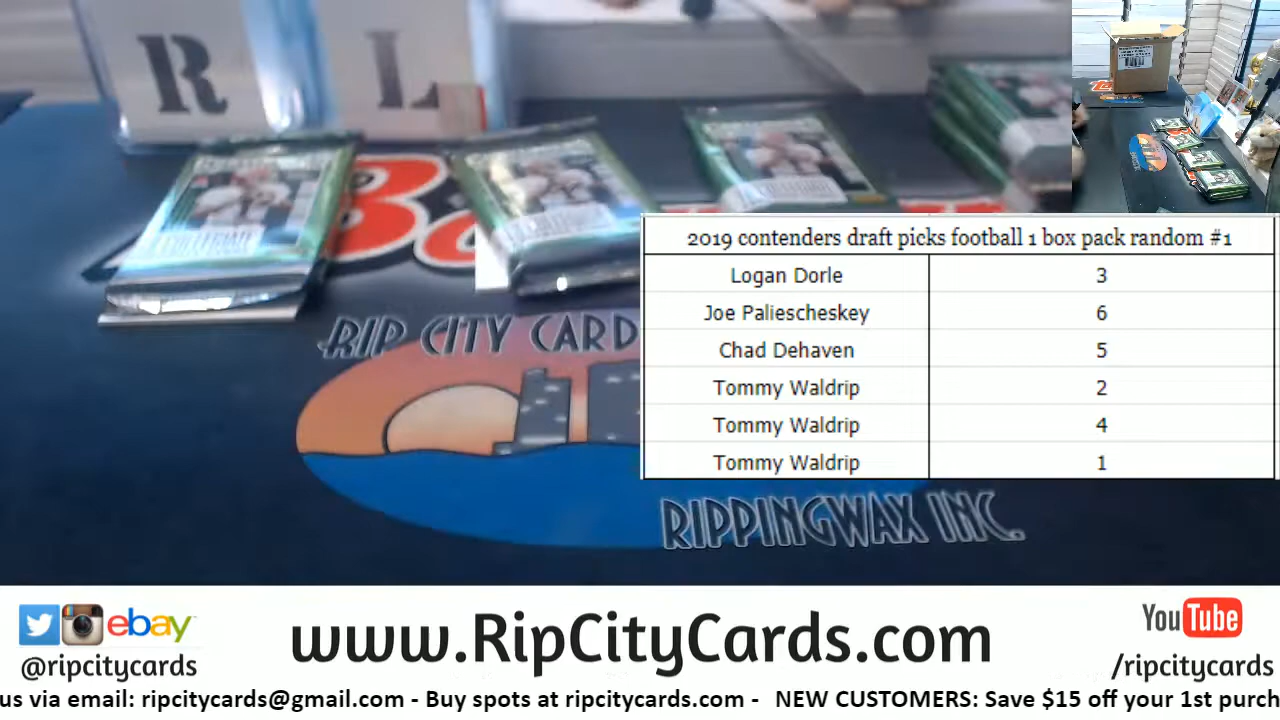 R L
RIP CITY CARD
RIPPINGWAX INC.
2019 contenders draft picks football 1 box pack random #1
Logan Dorle 3
Joe Paliescheskey 6
Chad Dehaven 5
Tommy Waldrip 2
Tommy Waldrip 4
Tommy Waldrip 1
ebay
@ripcitycards
www.RipCityCards.com
YouTube
/ripcitycards
us via email: ripcitycards@gmail.com - Buy spots at ripcitycards.com - NEW CUSTOMERS: Save $15 off your 1st purch